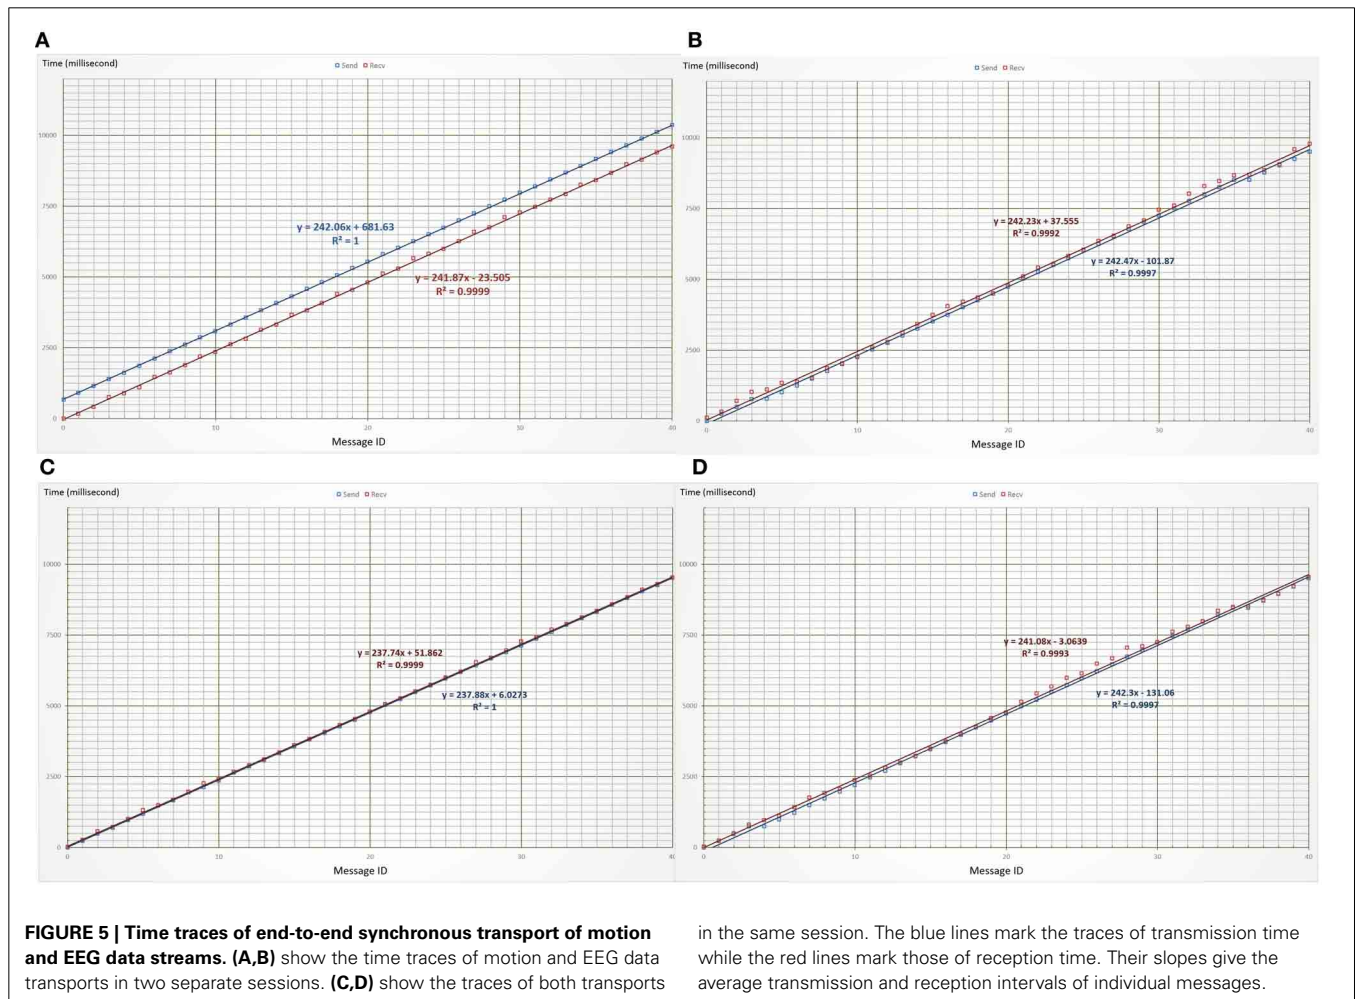 A
Time (millisecond)
Send Recv
10000
7500
5000
2500
0
y = 242.06x + 681.63
R² = 1
y = 241.87x - 23.505
R² = 0.9999
0 10 20 30 40
Message ID
B
Time (millisecond)
Send Recv
10000
7500
5000
2500
0
y = 242.23x + 37.555
R² = 0.9992
y = 242.47x - 101.87
R² = 0.9997
0 10 20 30 40
Message ID
C
Time (millisecond)
Send Recv
10000
7500
5000
2500
0
y = 237.74x + 51.862
R² = 0.9999
y = 237.88x + 6.0273
R² = 1
0 10 20 30 40
Message ID
D
Time (millisecond)
Send Recv
10000
7500
5000
2500
0
y = 241.08x - 3.0639
R² = 0.9993
y = 242.3x - 131.06
R² = 0.9997
0 10 20 30 40
Message ID
FIGURE 5 | Time traces of end-to-end synchronous transport of motion
and EEG data streams. (A,B) show the time traces of motion and EEG data
transports in two separate sessions. (C,D) show the traces of both transports
in the same session. The blue lines mark the traces of transmission time
while the red lines mark those of reception time. Their slopes give the
average transmission and reception intervals of individual messages.